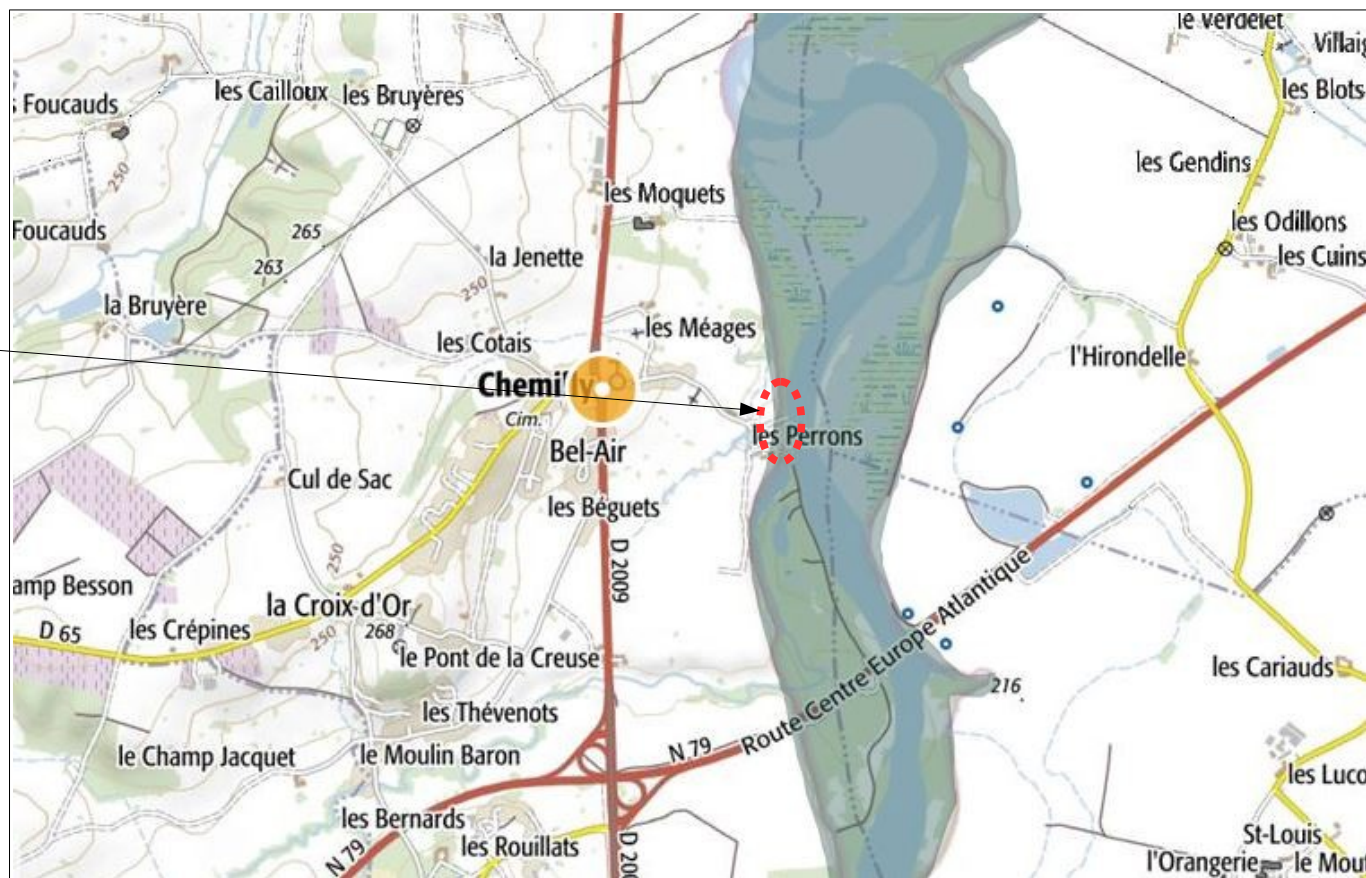 le Verdelet
Villaig
les Cailloux
les Bruyères
les Blots
s Foucauds
250
les Gendins
les Moquets
les Odillons
Foucauds
265
les Cuins
263
la Jenette
250
la Bruyère
les Méages
les Cotais
l'Hirondelle
Chemilly
Cim.
les Perrons
Bel-Air
Cul de Sac
les Béguets
D 2009
250
Route Centre Europe Atlantique
amp Besson
la Croix d'Or
D 65
les Crépines
250
268
le Pont de la Creuse
les Cariauds
216
les Thévenots
le Champ Jacquet
le Moulin Baron
N 79
les Luco
les Bernards
St-Louis
les Rouillats
N 79
D 200
l'Orangerie
le Mout